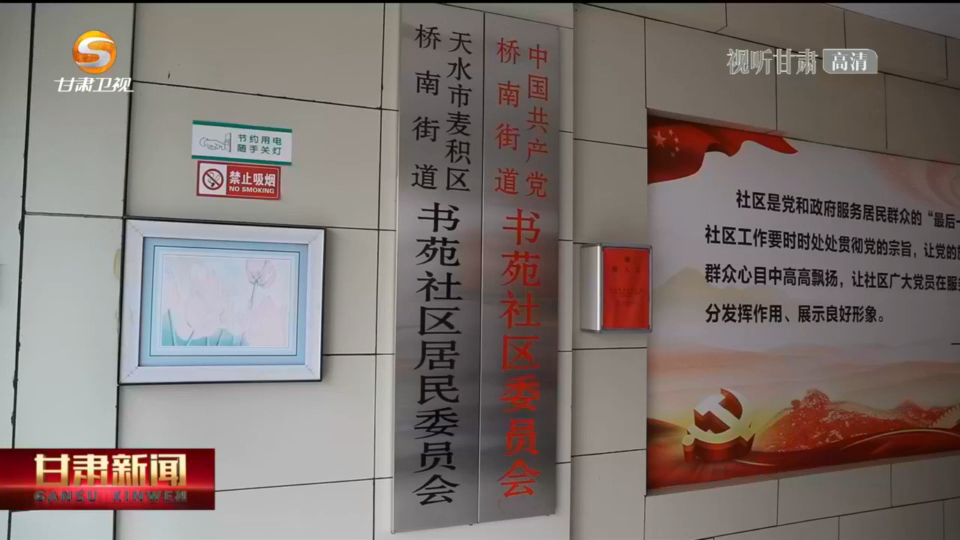 甘肃卫视
视听甘肃 高清
节约用电
随手关灯
禁止吸烟
NO SMOKING
天水市麦积区
桥南街道
书苑社区居民委员会
中国共产党
桥南街道
书苑社区委员会
社区是党和政府服务居民群众的“最后一
社区工作要时时处处贯彻党的宗旨，让党的
群众心目中高高飘扬，让社区广大党员在服
分发挥作用、展示良好形象。
甘肃新闻
GANSU XINWEN